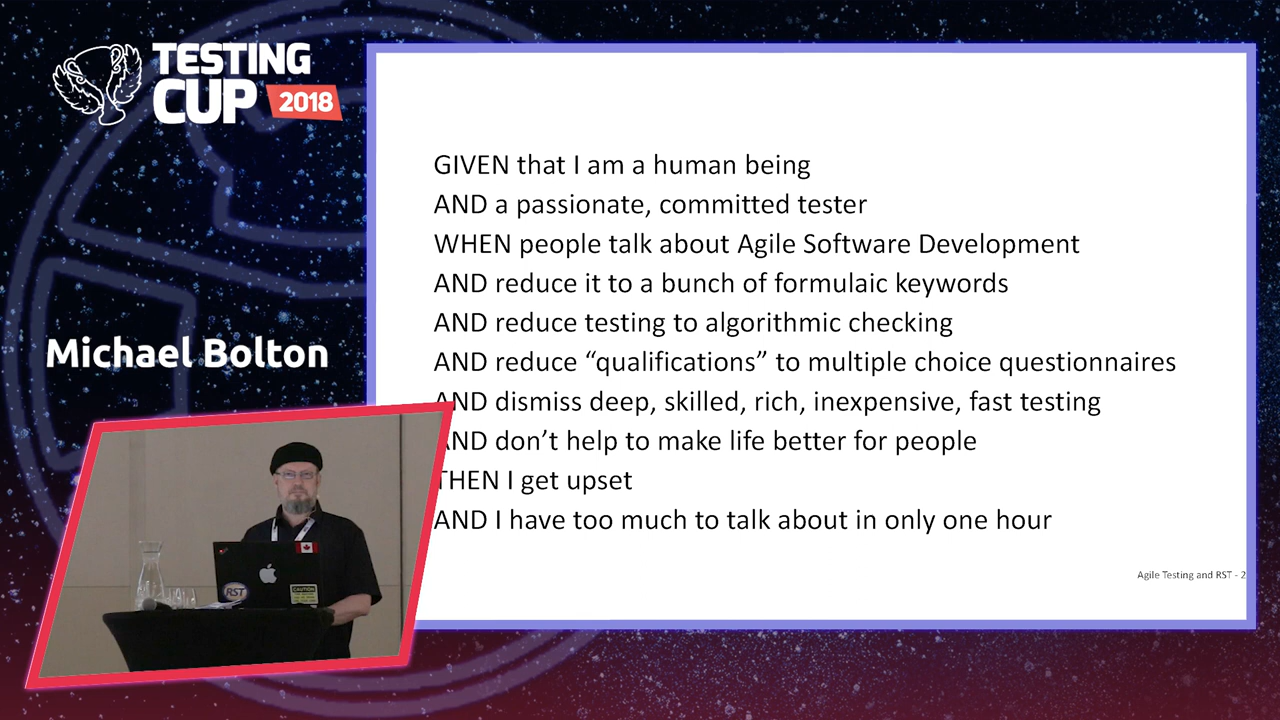 TESTING
CUP
2018
GIVEN that I am a human being
AND a passionate, committed tester
WHEN people talk about Agile Software Development
AND reduce it to a bunch of formulaic keywords
AND reduce testing to algorithmic checking
AND reduce “qualifications” to multiple choice questionnaires
AND dismiss deep, skilled, rich, inexpensive, fast testing
AND don’t help to make life better for people
THEN I get upset
AND I have too much to talk about in only one hour
Agile Testing and RST - 2
Michael Bolton
RST
CAUTION